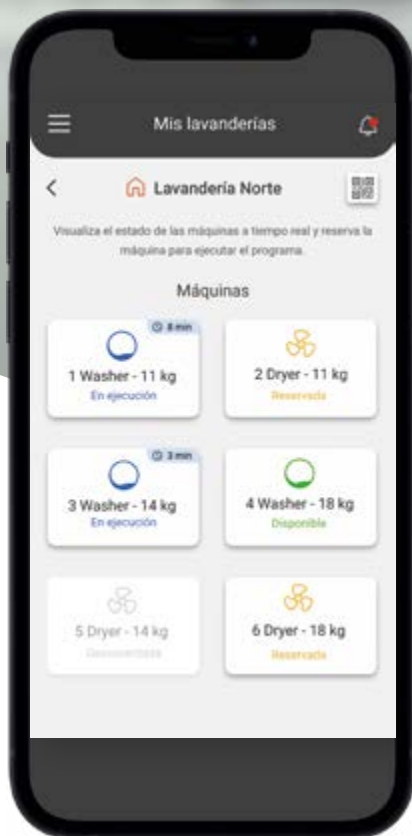 Mis lavanderías
Lavandería Norte
Visualiza el estado de las máquinas a tiempo real y reserva la
máquina para ejecutar el programa.
Máquinas
8 min
1 Washer - 11 kg
En ejecución
2 Dryer - 11 kg
Reservada
3 min
3 Washer - 14 kg
En ejecución
4 Washer - 18 kg
Disponible
5 Dryer - 14 kg
Desconectada
6 Dryer - 18 kg
Reservada